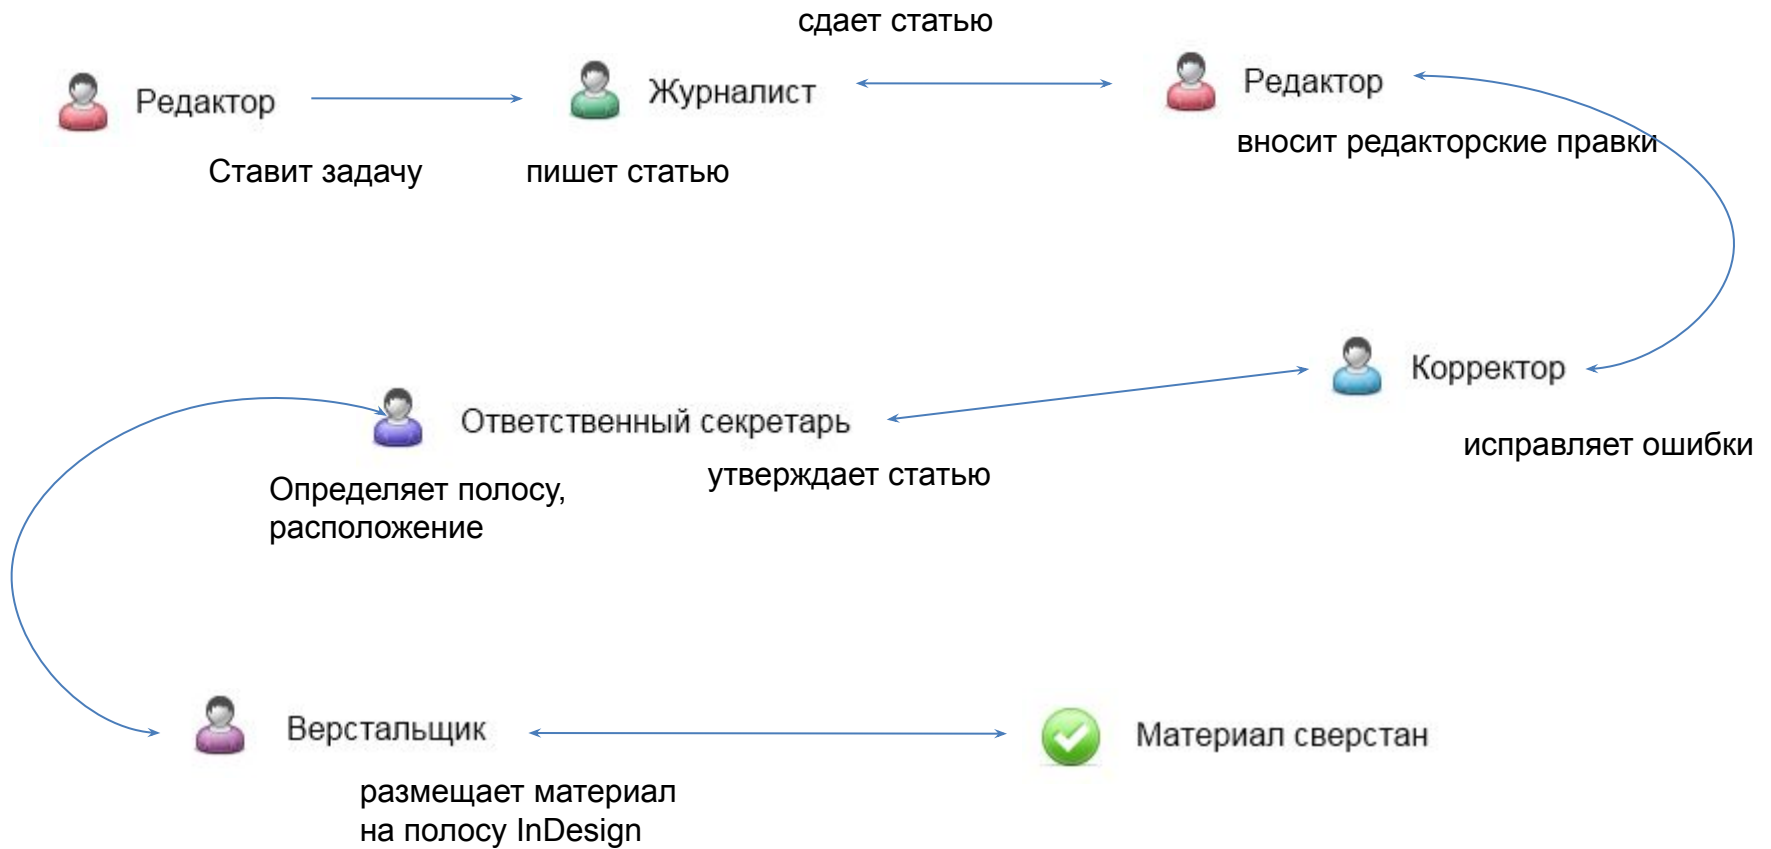 сдает статью
Редактор
Журналист
Редактор
Ставит задачу
пишет статью
вносит редакторские правки
Корректор
исправляет ошибки
Ответственный секретарь
утверждает статью
Определяет полосу,
расположение
Верстальщик
Материал сверстан
размещает материал
на полосу InDesign